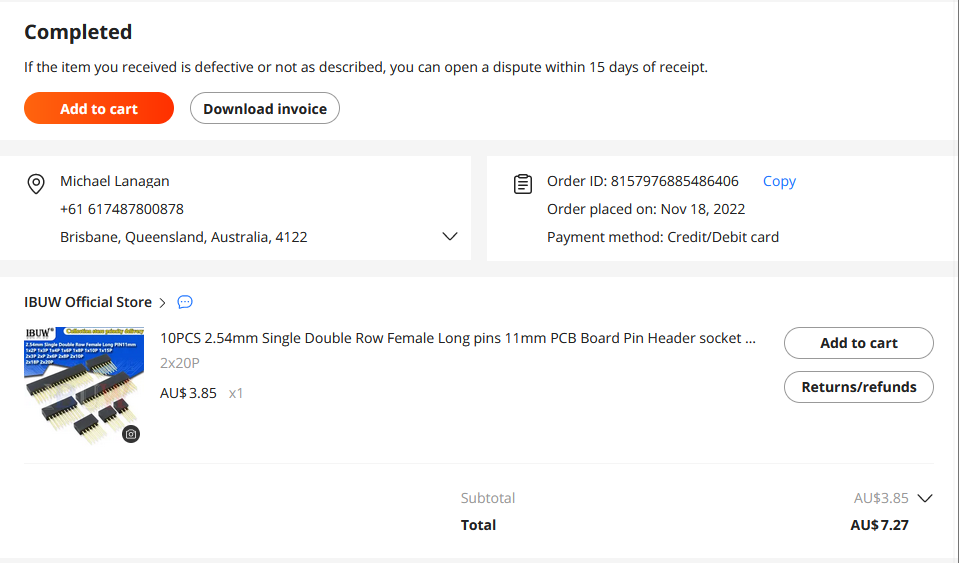 Completed
If the item you received is defective or not as described, you can open a dispute within 15 days of receipt.
Add to cart
Download invoice
Michael Lanagan
+61 617487800878
Brisbane, Queensland, Australia, 4122
Order ID: 8157976885486406 Copy
Order placed on: Nov 18, 2022
Payment method: Credit/Debit card
IBUW Official Store
IBUW
Collection store priority delivery
2.54mm Single Double Row Female Long PIN11mm
1x2P 1x3P 1x4P 1x6P 1x8P 1x10P 1x15P
2x3P 2x4P 2x6P 2x8P 2x10P
2x18P 2x20P
10PCS 2.54mm Single Double Row Female Long pins 11mm PCB Board Pin Header socket ...
2x20P
AU$3.85 x1
Add to cart
Returns/refunds
Subtotal AU$3.85
Total AU$7.27